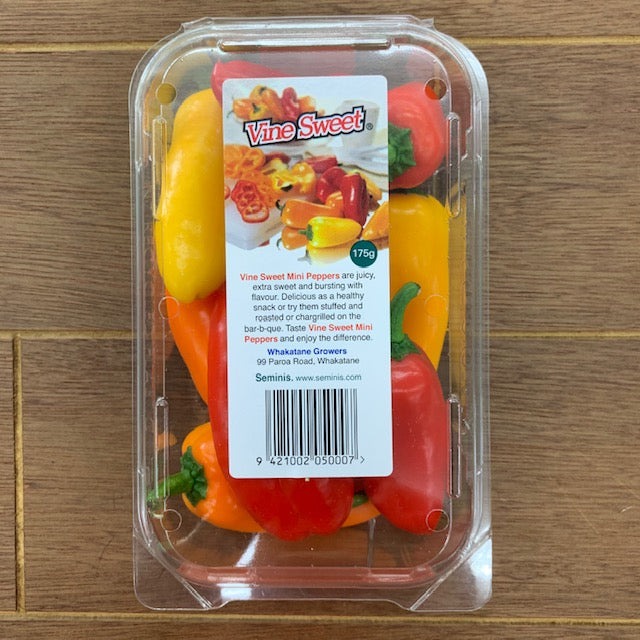 Vine Sweet®
175g
Vine Sweet Mini Peppers are juicy,
extra sweet and bursting with
flavour. Delicious as a healthy
snack or try them stuffed and
roasted or chargrilled on the
bar-b-que. Taste Vine Sweet Mini
Peppers and enjoy the difference.
Whakatane Growers
99 Paroa Road, Whakatane
Seminis. www.seminis.com
9 421002 050007 >